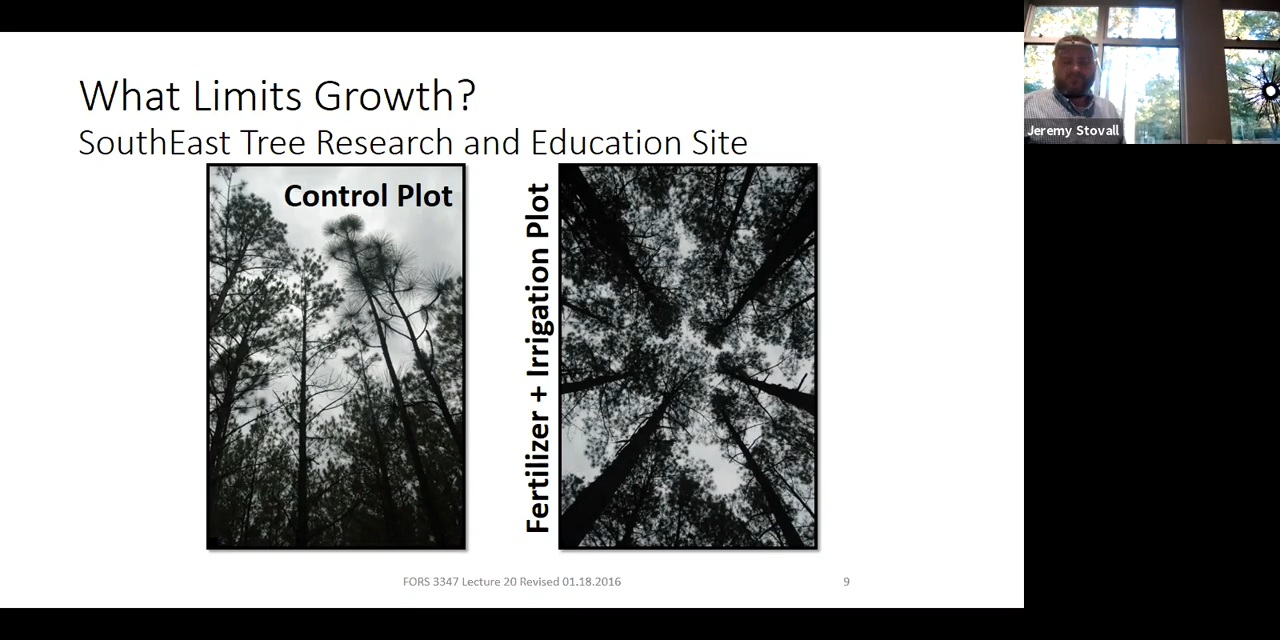 What Limits Growth?
SouthEast Tree Research and Education Site
Control Plot
Fertilizer + Irrigation Plot
FORS 3347 Lecture 20 Revised 01.18.2016
9
Jeremy Stovall